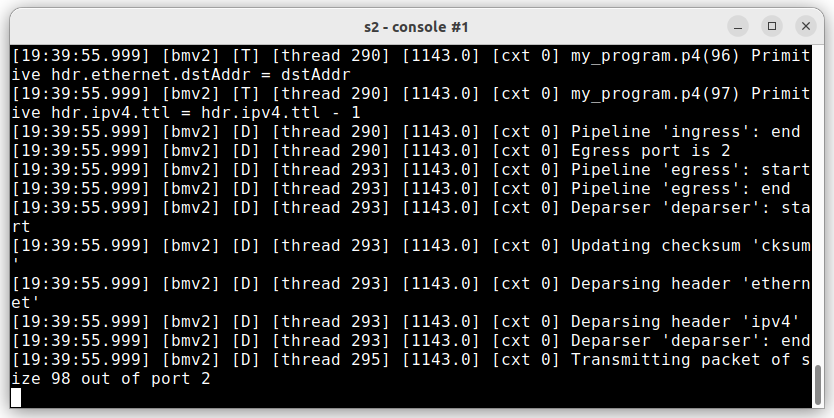 s2 - console #1
[19:39:55.999] [bmv2] [T] [thread 290] [1143.0] [cxt 0] my_program.p4(96) Primit
ive hdr.ethernet.dstAddr = dstAddr
[19:39:55.999] [bmv2] [T] [thread 290] [1143.0] [cxt 0] my_program.p4(97) Primit
ive hdr.ipv4.ttl = hdr.ipv4.ttl - 1
[19:39:55.999] [bmv2] [D] [thread 290] [1143.0] [cxt 0] Pipeline 'ingress': end
[19:39:55.999] [bmv2] [D] [thread 290] [1143.0] [cxt 0] Egress port is 2
[19:39:55.999] [bmv2] [D] [thread 293] [1143.0] [cxt 0] Pipeline 'egress': start
[19:39:55.999] [bmv2] [D] [thread 293] [1143.0] [cxt 0] Pipeline 'egress': end
[19:39:55.999] [bmv2] [D] [thread 293] [1143.0] [cxt 0] Deparser 'deparser': sta
rt
[19:39:55.999] [bmv2] [D] [thread 293] [1143.0] [cxt 0] Updating checksum 'cksum
'
[19:39:55.999] [bmv2] [D] [thread 293] [1143.0] [cxt 0] Deparsing header 'ethern
et'
[19:39:55.999] [bmv2] [D] [thread 293] [1143.0] [cxt 0] Deparsing header 'ipv4'
[19:39:55.999] [bmv2] [D] [thread 293] [1143.0] [cxt 0] Deparser 'deparser': end
[19:39:55.999] [bmv2] [D] [thread 295] [1143.0] [cxt 0] Transmitting packet of s
ize 98 out of port 2